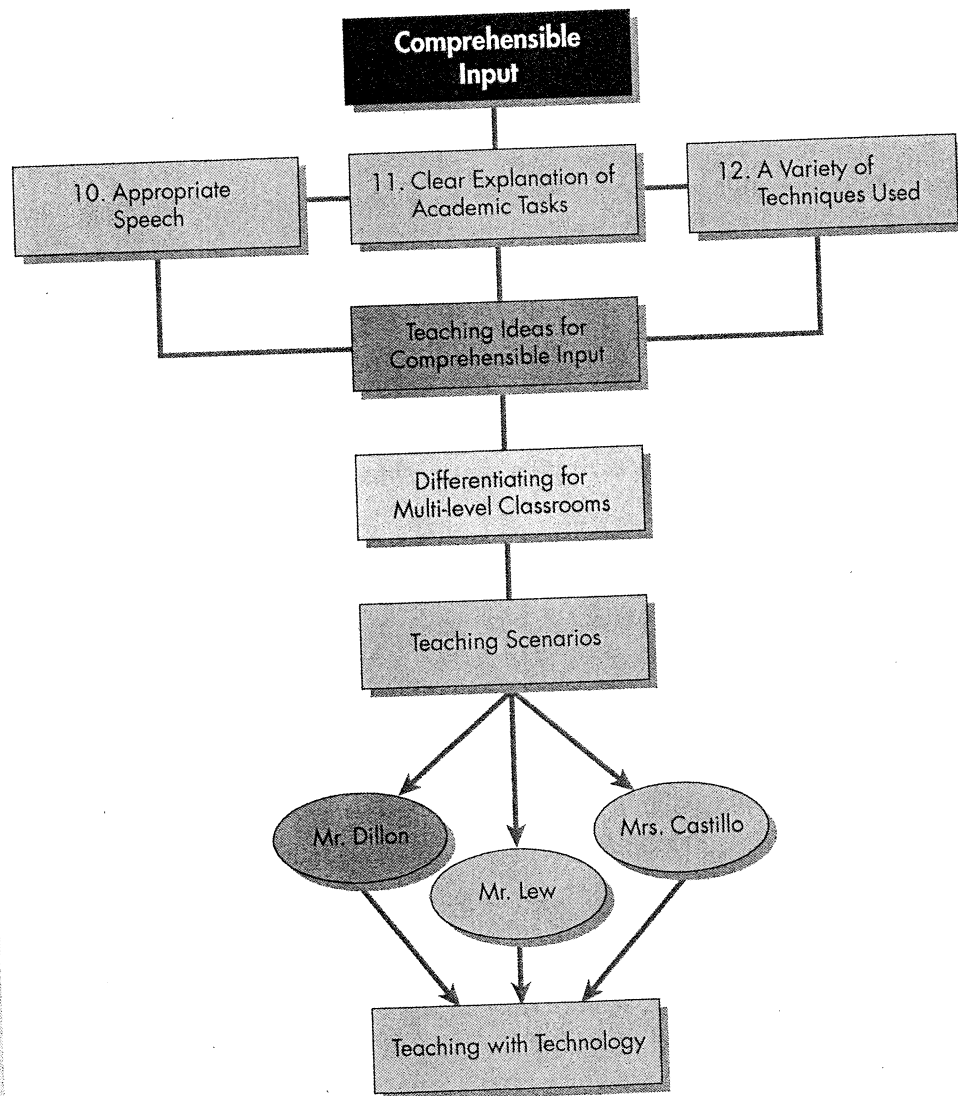 Comprehensible
Input
10. Appropriate
Speech
11. Clear Explanation of
Academic Tasks
12. A Variety of
Techniques Used
Teaching Ideas for
Comprehensible Input
Differentiating for
Multi-level Classrooms
Teaching Scenarios
Mr. Dillon
Mr. Lew
Mrs. Castillo
Teaching with Technology